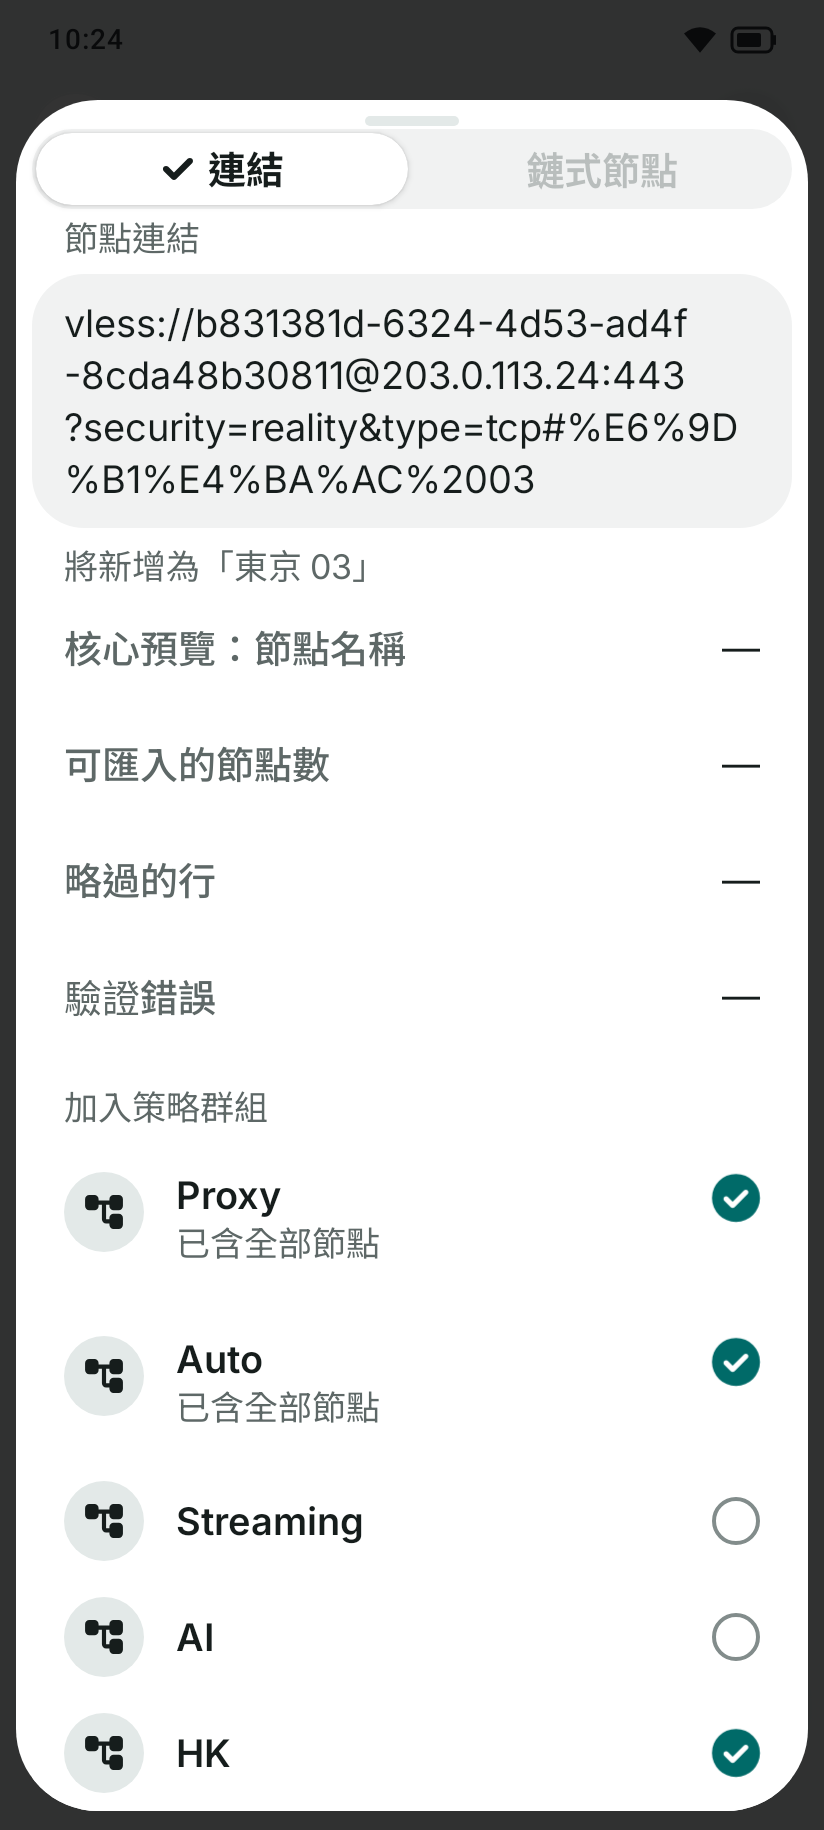 10:24
連結
鏈式節點
節點連結
vless://b831381d-6324-4d53-ad4f
-8cda48b30811@203.0.113.24:443
?security=reality&type=tcp#%E6%9D
%B1%E4%BA%AC%2003
將新增為「東京 03」
核心預覽：節點名稱
—
可匯入的節點數
—
略過的行
—
驗證錯誤
—
加入策略群組
Proxy
已含全部節點
Auto
已含全部節點
Streaming
AI
HK